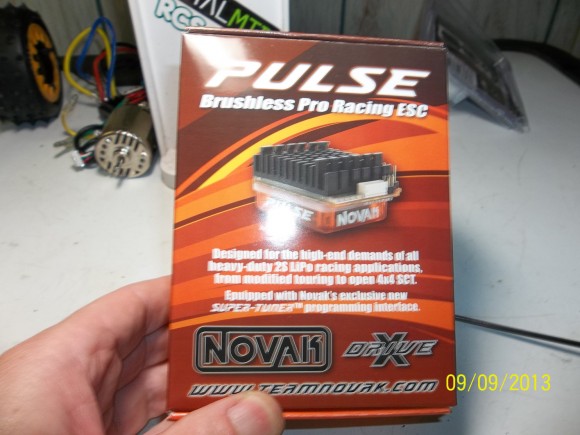 TALMT
RCS
PULSE
Brushless Pro Racing ESC
PULSE NOVAK
Designed for the high-end demands of all
heavy-duty 2S LiPo racing applications,
from modified touring to open 4x4 SCT.
Equipped with Novak's exclusive new
SUPER-TUNER™ programming interface.
NOVAK
X DRIVE
WWW.TEAMNOVAK.COM
09/09/2013